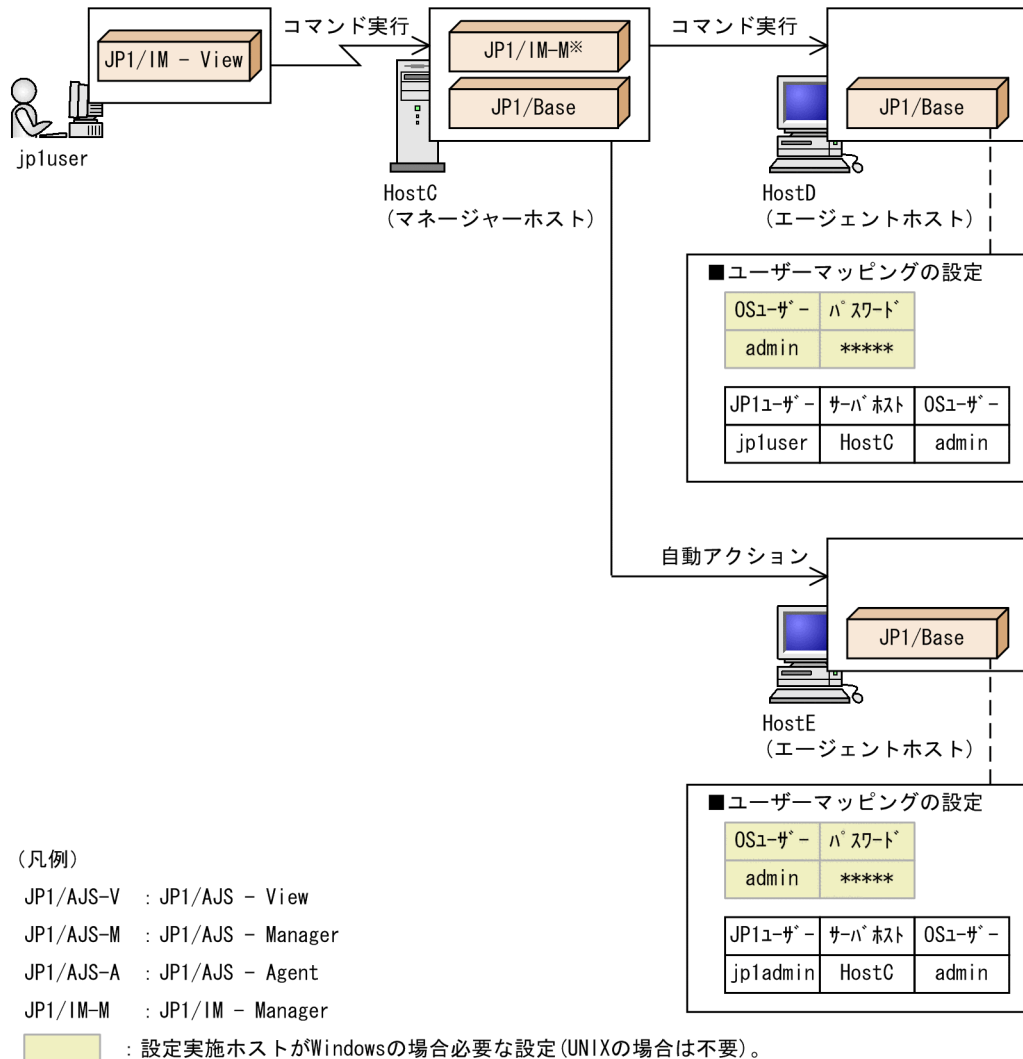 コマンド実行
コマンド実行
JP1/IM - View
JP1/IM-M※
JP1/Base
JP1/Base
jp1user
HostC
(マネージャーホスト)
HostD
(エージェントホスト)
■ユーザーマッピングの設定
OSﾕｰｻﾞｰ ﾊﾟｽﾜｰﾄﾞ
admin *****
JP1ﾕｰｻﾞｰ ｻｰﾊﾞﾎｽﾄ OSﾕｰｻﾞｰ
jp1user HostC admin
自動アクション
JP1/Base
HostE
(エージェントホスト)
■ユーザーマッピングの設定
OSﾕｰｻﾞｰ ﾊﾟｽﾜｰﾄﾞ
admin *****
JP1ﾕｰｻﾞｰ ｻｰﾊﾞﾎｽﾄ OSﾕｰｻﾞｰ
jp1admin HostC admin
(凡例)
JP1/AJS-V : JP1/AJS - View
JP1/AJS-M : JP1/AJS - Manager
JP1/AJS-A : JP1/AJS - Agent
JP1/IM-M : JP1/IM - Manager
: 設定実施ホストがWindowsの場合必要な設定(UNIXの場合は不要)。